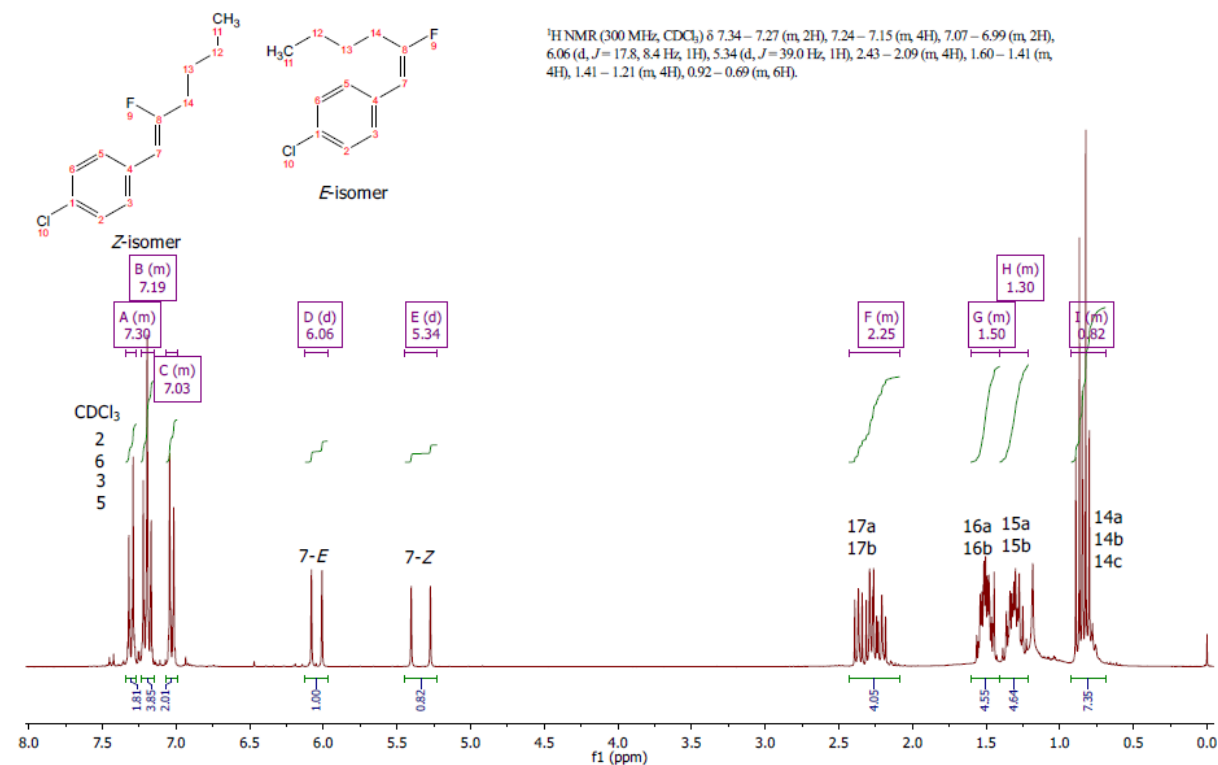 CH₃
11
12
13
14
F
9
8
7
5
4
6
3
1
2
Cl
10
Z-isomer
H₃C
11
12
13
14
F
9
8
7
5
4
6
3
1
2
Cl
10
E-isomer
¹H NMR (300 MHz, CDCl₃) δ 7.34 – 7.27 (m, 2H), 7.24 – 7.15 (m, 4H), 7.07 – 6.99 (m, 2H),
6.06 (d, J = 17.8, 8.4 Hz, 1H), 5.34 (d, J = 39.0 Hz, 1H), 2.43 – 2.09 (m, 4H), 1.60 – 1.41 (m,
4H), 1.41 – 1.21 (m, 4H), 0.92 – 0.69 (m, 6H).
B (m)
7.19
A (m)
7.30
C (m)
7.03
D (d)
6.06
E (d)
5.34
F (m)
2.25
H (m)
1.30
G (m)
1.50
I (m)
0.82
CDCl₃
2
6
3
5
7-E
7-Z
17a
17b
16a
16b
15a
15b
14a
14b
14c
1.81
3.85
2.01
1.00
0.82
4.05
4.55
4.64
7.35
8.0 7.5 7.0 6.5 6.0 5.5 5.0 4.5 4.0 3.5 3.0 2.5 2.0 1.5 1.0 0.5 0.0
f1 (ppm)